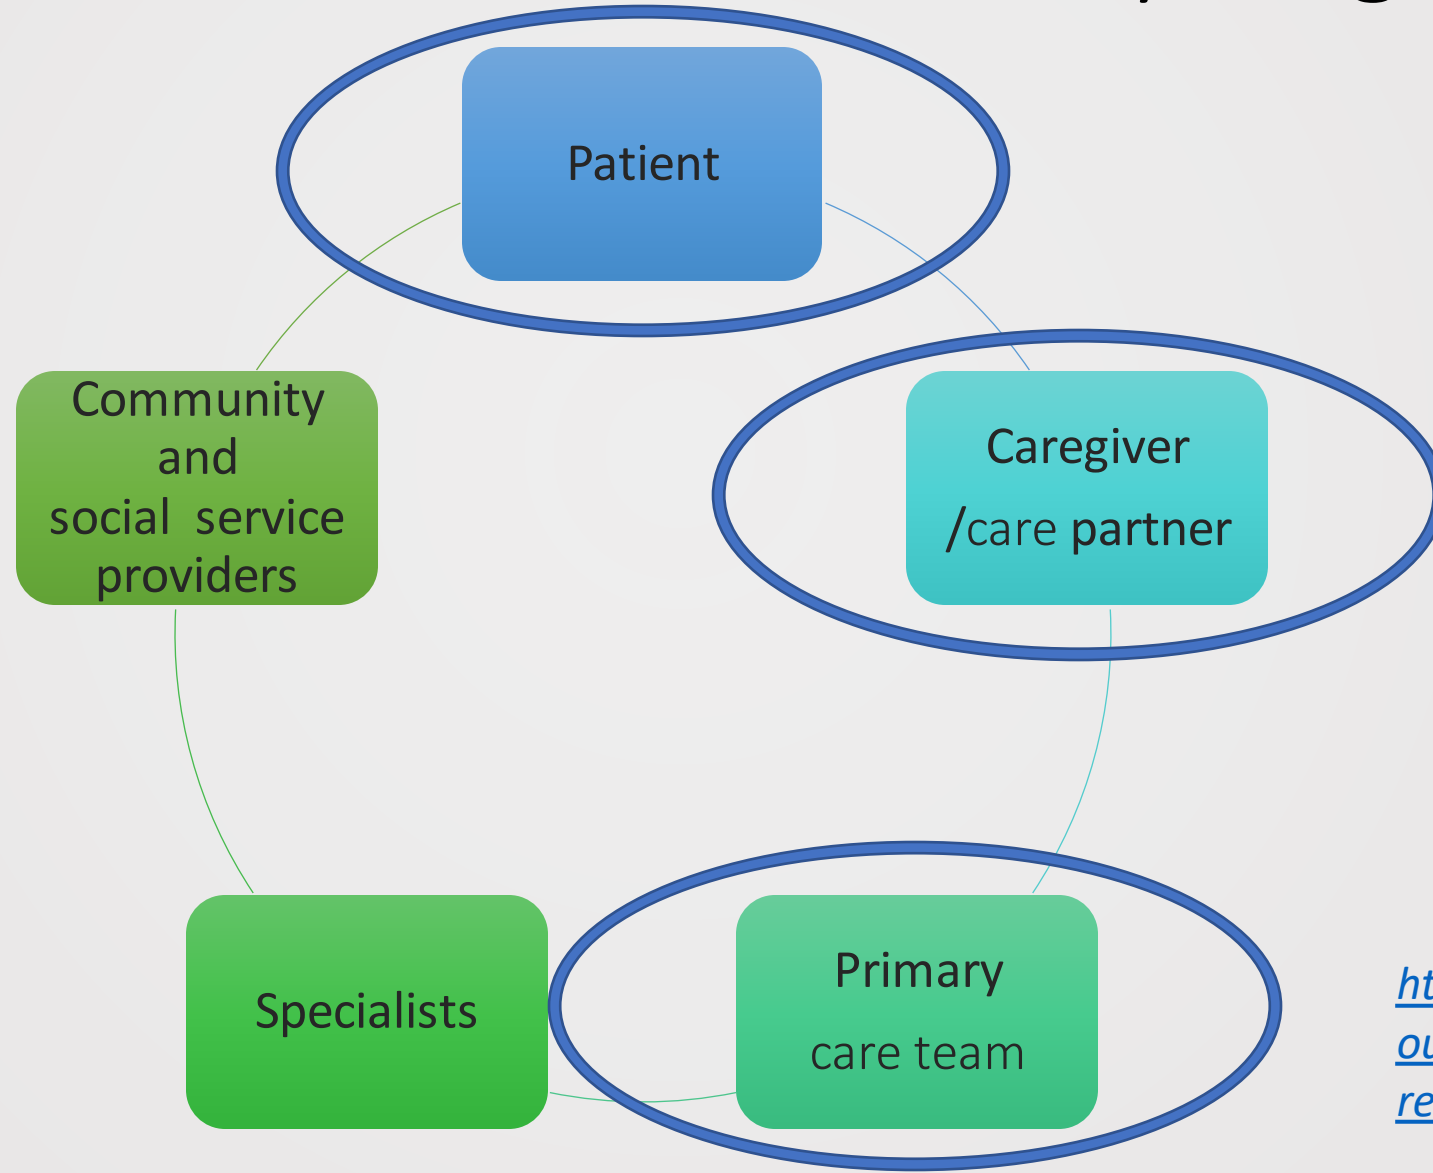 Patient
Community
and
social service
providers
Caregiver
/care partner
Specialists
Primary
care team